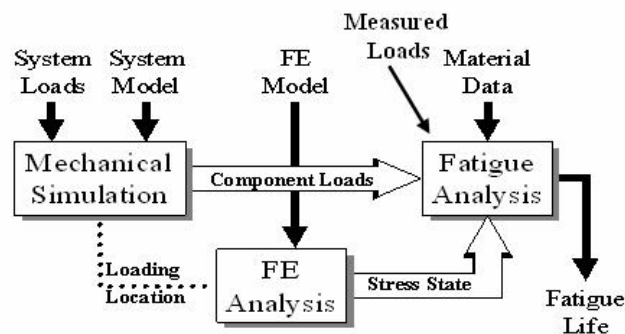 Measured
Loads
System
Loads
System
Model
FE
Model
Material
Data
Mechanical
Simulation
Component Loads
Fatigue
Analysis
Loading
Location
FE
Analysis
Stress State
Fatigue
Life